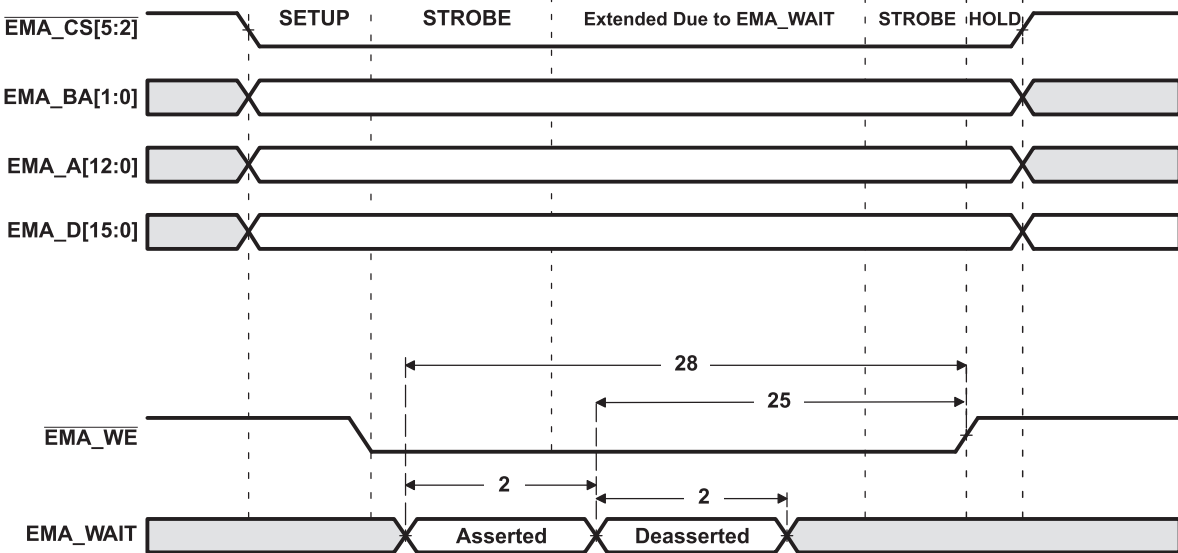 EMA_CS[5:2] SETUP STROBE Extended Due to EMA_WAIT STROBE HOLD
EMA_BA[1:0]
EMA_A[12:0]
EMA_D[15:0]
28
25
EMA_WE
2
2
EMA_WAIT Asserted Deasserted